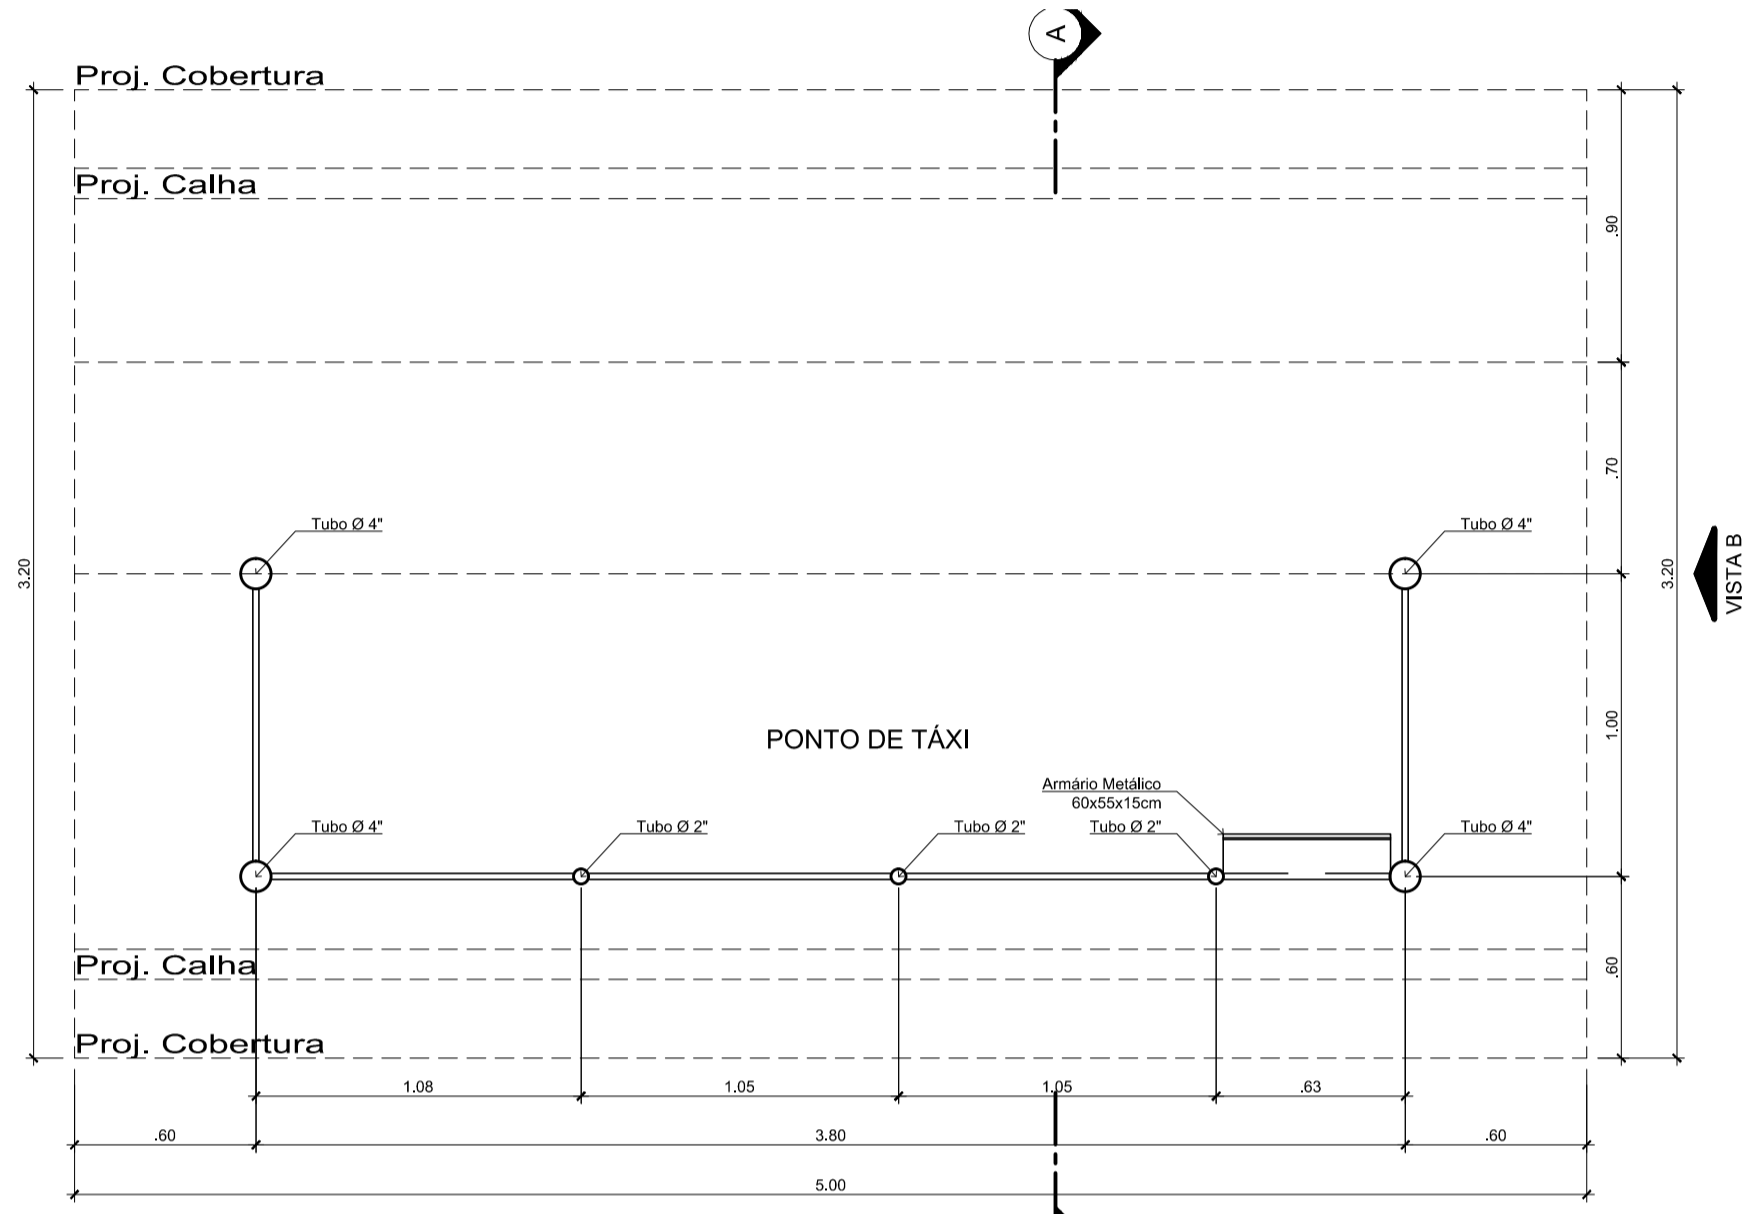 A
Proj. Cobertura
Proj. Calha
.90
.70
Tubo Ø 4"
Tubo Ø 4"
3.20
3.20
VISTA B
1.00
PONTO DE TÁXI
Armário Metálico
60x55x15cm
Tubo Ø 4"
Tubo Ø 2"
Tubo Ø 2"
Tubo Ø 2"
Tubo Ø 4"
Proj. Calha
.60
Proj. Cobertura
1.08
1.05
1.05
.63
.60
3.80
.60
5.00